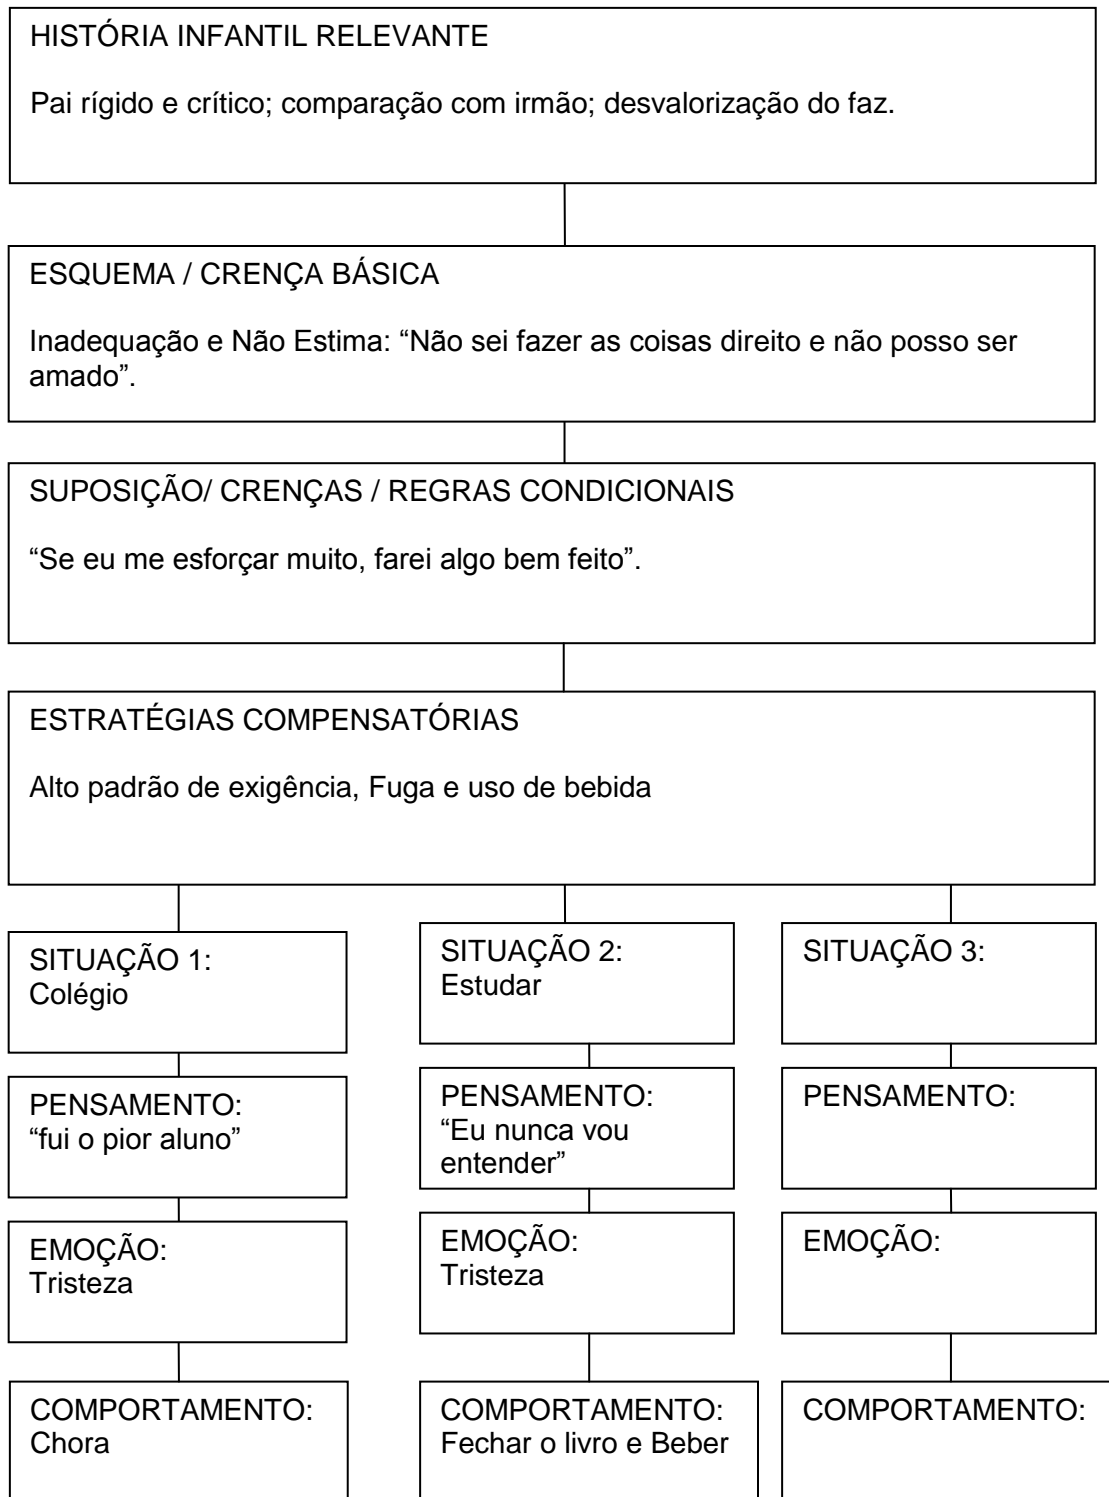 HISTÓRIA INFANTIL RELEVANTE
Pai rígido e crítico; comparação com irmão; desvalorização do faz.
ESQUEMA / CRENÇA BÁSICA
Inadequação e Não Estima: “Não sei fazer as coisas direito e não posso ser
amado”.
SUPOSIÇÃO/ CRENÇAS / REGRAS CONDICIONAIS
“Se eu me esforçar muito, farei algo bem feito”.
ESTRATÉGIAS COMPENSATÓRIAS
Alto padrão de exigência, Fuga e uso de bebida
SITUAÇÃO 1:
Colégio
PENSAMENTO:
“fui o pior aluno”
EMOÇÃO:
Tristeza
COMPORTAMENTO:
Chora
SITUAÇÃO 2:
Estudar
PENSAMENTO:
“Eu nunca vou
entender”
EMOÇÃO:
Tristeza
COMPORTAMENTO:
Fechar o livro e Beber
SITUAÇÃO 3:
PENSAMENTO:
EMOÇÃO:
COMPORTAMENTO: